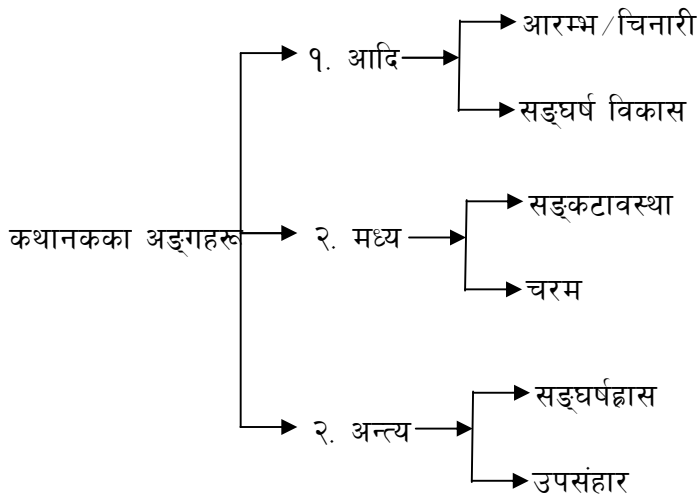 आरम्भ/चिनारी
१. आदि
सङ्घर्ष विकास
सङ्कटावस्था
कथानकका अङ्गहरू
२. मध्य
चरम
सङ्घर्षह्रास
२. अन्त्य
उपसंहार